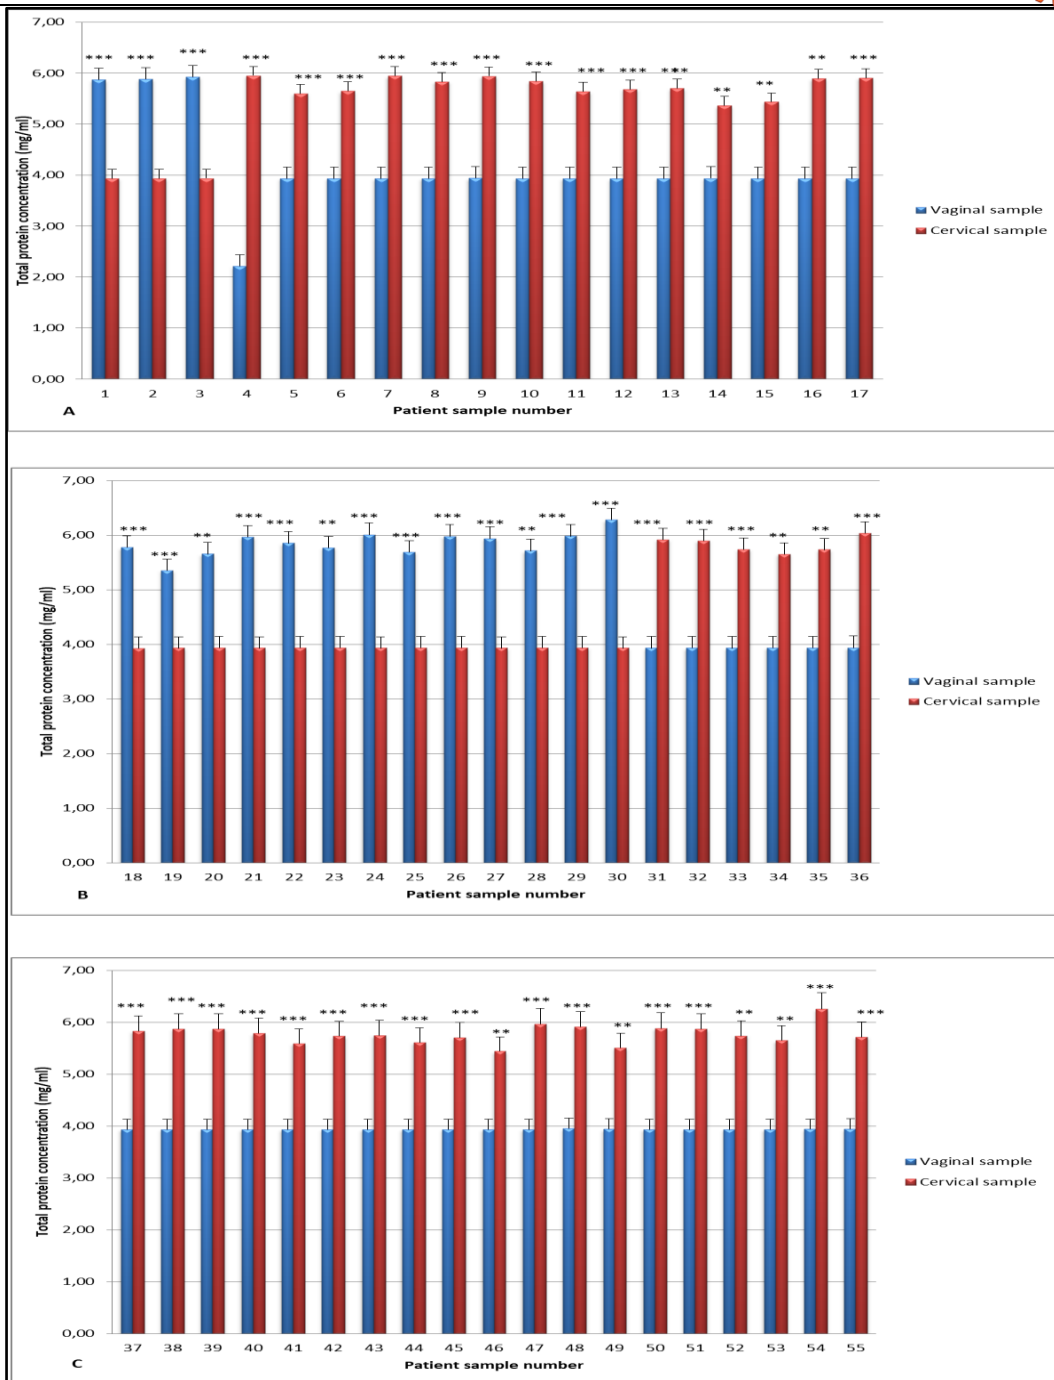 7,00
6,00
5,00
4,00
3,00
2,00
1,00
0,00
Total protein concentration (mg/ml)
*** *** *** *** *** *** *** *** *** *** *** *** *** ** ** ** ***
1 2 3 4 5 6 7 8 9 10 11 12 13 14 15 16 17
A Patient sample number
Vaginal sample
Cervical sample
7,00
6,00
5,00
4,00
3,00
2,00
1,00
0,00
Total protein concentration (mg/ml)
*** *** ** *** *** ** *** *** *** *** ** *** *** *** *** *** ** ** ***
18 19 20 21 22 23 24 25 26 27 28 29 30 31 32 33 34 35 36
B Patient sample number
Vaginal sample
Cervical sample
7,00
6,00
5,00
4,00
3,00
2,00
1,00
0,00
Total protein concentration (mg/ml)
*** *** *** *** *** *** *** *** *** ** *** *** ** *** *** ** ** *** ***
37 38 39 40 41 42 43 44 45 46 47 48 49 50 51 52 53 54 55
C Patient sample number
Vaginal sample
Cervical sample